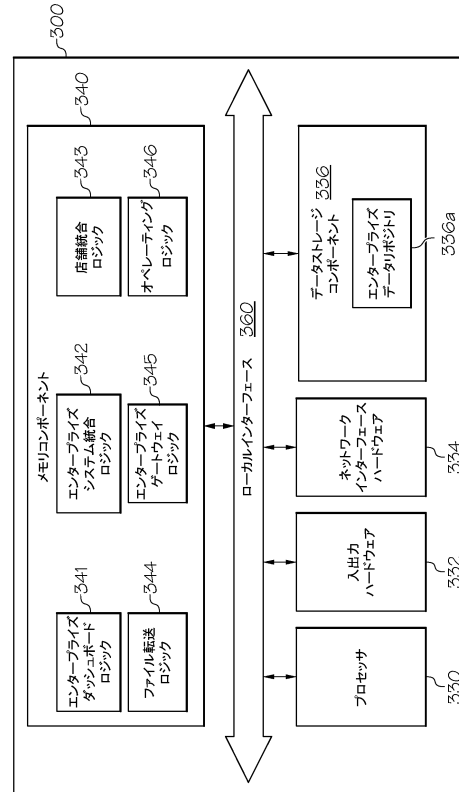 300
340
メモリコンポーネント
341
エンタープライズ
ダッシュボード
ロジック
342
エンタープライズ
システム統合
ロジック
343
店舗統合
ロジック
344
ファイル転送
ロジック
345
エンタープライズ
ゲートウェイ
ロジック
346
オペレーティング
ロジック
ローカルインターフェース
360
プロセッサ
330
入出力
ハードウェア
332
ネットワーク
インターフェース
ハードウェア
334
データストレージ
コンポーネント
336
エンタープライズ
データリポジトリ
336a